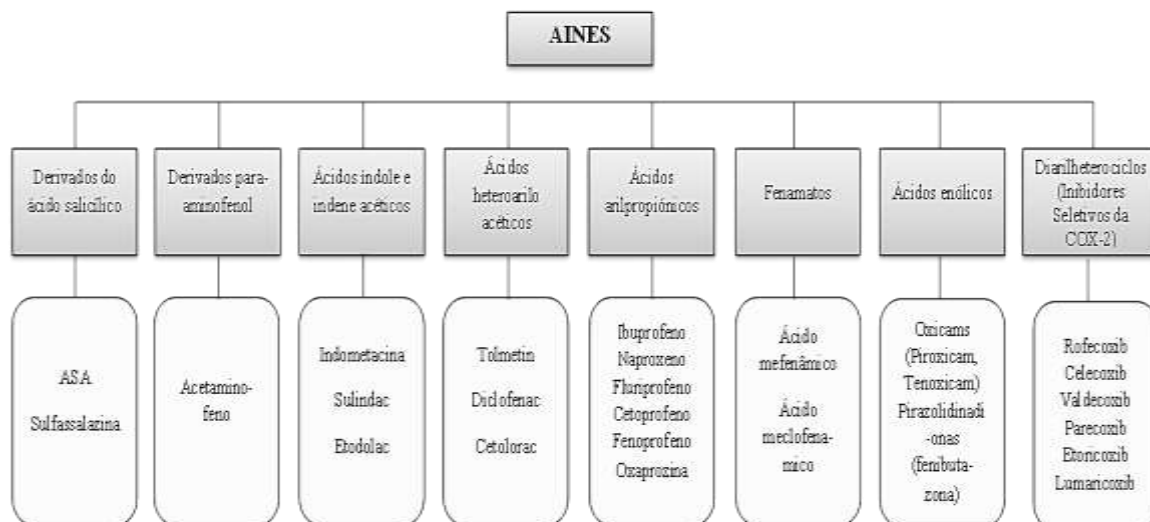 AINES
Derivados do
ácido salicílico
Derivados para-
aminofenol
Ácidos indole e
indene acéticos
Ácidos
heteroarilo
acéticos
Ácidos
arilpropiónicos
Fenamatos
Ácidos enólicos
Diarilheterociclos
(Inibidores
Seletivos da
COX-2)
ASA
Sulfassalazina
Acetamino-
feno
Indometacina
Sulindac
Etodolac
Tolmetin
Diclofenac
Cetolorac
Ibuprofeno
Naproxeno
Fluriprofeno
Cetoprofeno
Fenoprofeno
Oxaprozina
Ácido
mefenâmico
Ácido
meclofena-
mico
Oxicams
(Piroxicam,
Tenoxicam)
Pirazolidinadi
-onas
(fenibuta-
zona)
Rofecoxib
Celecoxib
Valdecoxib
Parecoxib
Etoricoxib
Lumaricoxib